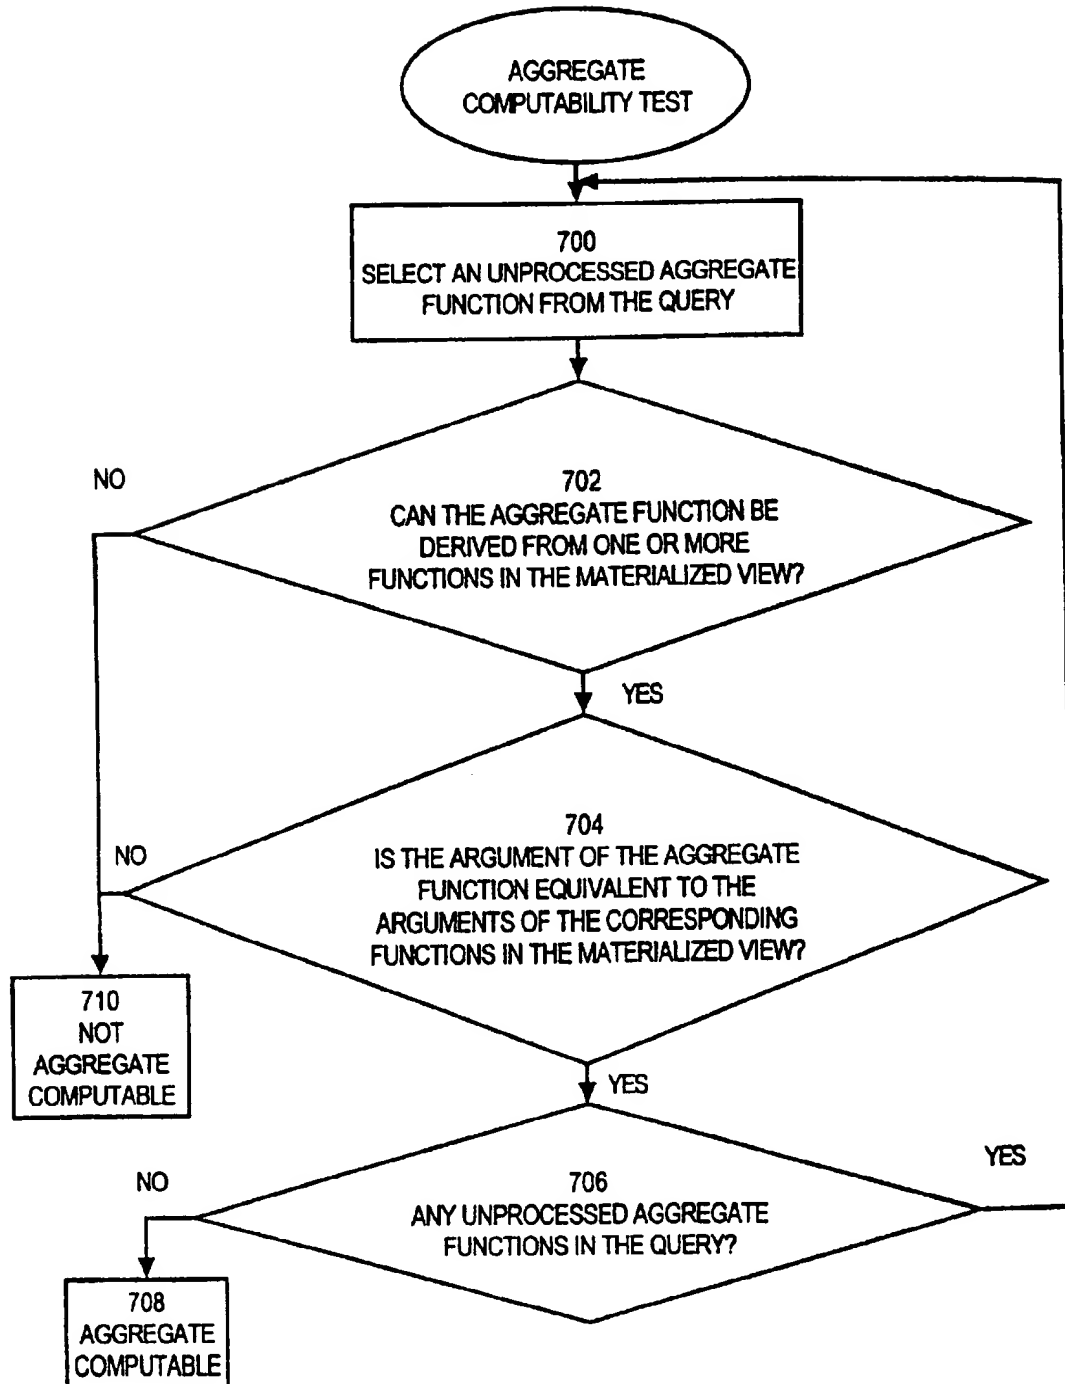 AGGREGATE
COMPUTABILITY TEST
700
SELECT AN UNPROCESSED AGGREGATE
FUNCTION FROM THE QUERY
NO
702
CAN THE AGGREGATE FUNCTION BE
DERIVED FROM ONE OR MORE
FUNCTIONS IN THE MATERIALIZED VIEW?
YES
NO
704
IS THE ARGUMENT OF THE AGGREGATE
FUNCTION EQUIVALENT TO THE
ARGUMENTS OF THE CORRESPONDING
FUNCTIONS IN THE MATERIALIZED VIEW?
710
NOT
AGGREGATE
COMPUTABLE
YES
NO
706
ANY UNPROCESSED AGGREGATE
FUNCTIONS IN THE QUERY?
YES
708
AGGREGATE
COMPUTABLE